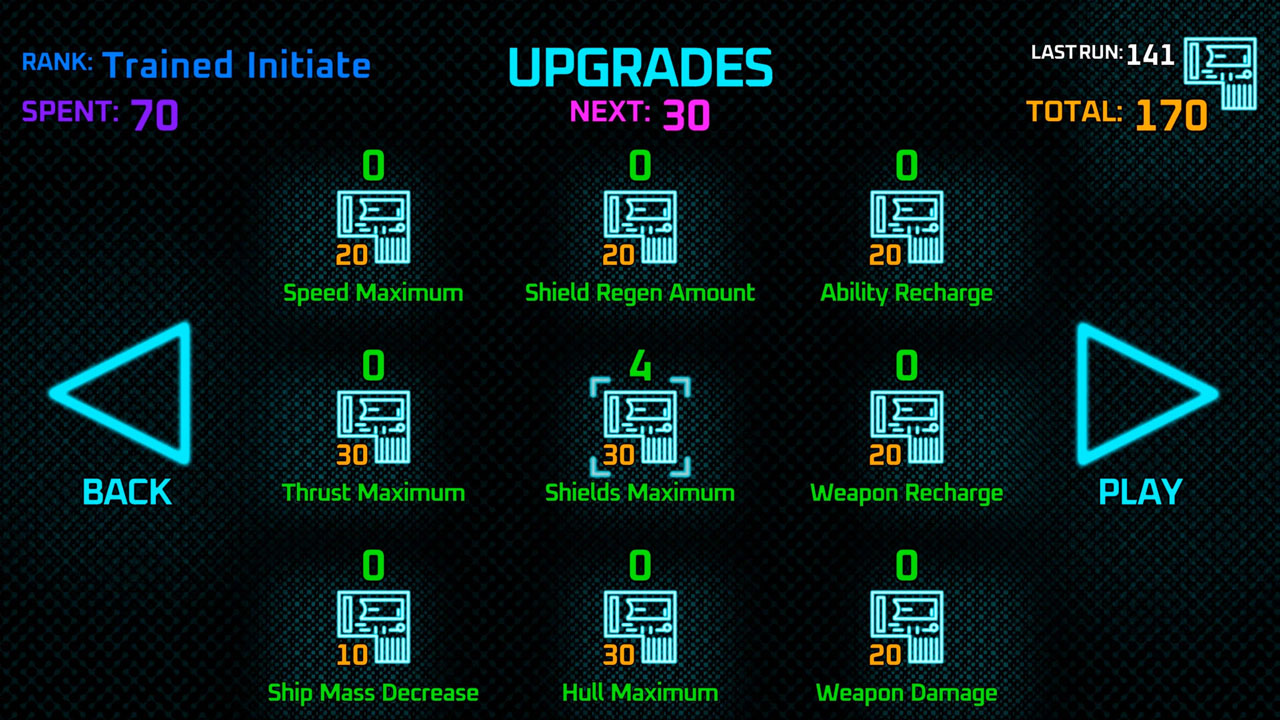 RANK: Trained Initiate
UPGRADES
LAST RUN: 141
SPENT: 70
NEXT: 30
TOTAL: 170
0
0
0
20
20
20
Speed Maximum
Shield Regen Amount
Ability Recharge
0
4
0
30
30
20
Thrust Maximum
Shields Maximum
Weapon Recharge
BACK
PLAY
0
0
0
10
30
20
Ship Mass Decrease
Hull Maximum
Weapon Damage